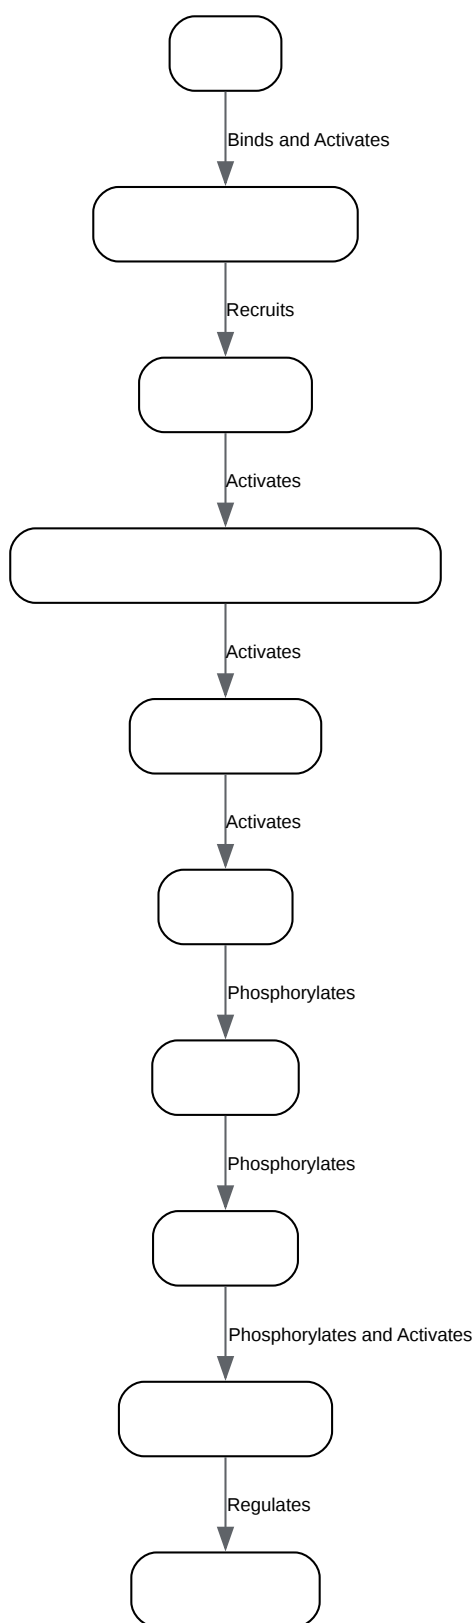 Binds and Activates
Recruits
Activates
Activates
Activates
Phosphorylates
Phosphorylates
Phosphorylates and Activates
Regulates